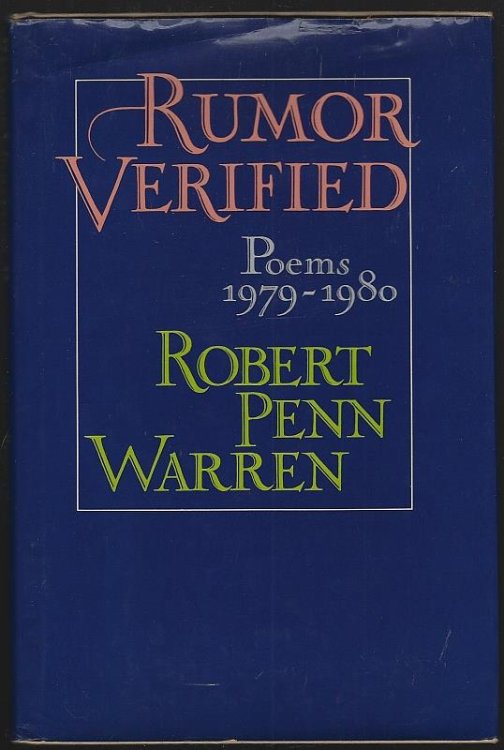 RUMOR
VERIFIED
Poems
1979-1980
ROBERT
PENN
WARREN